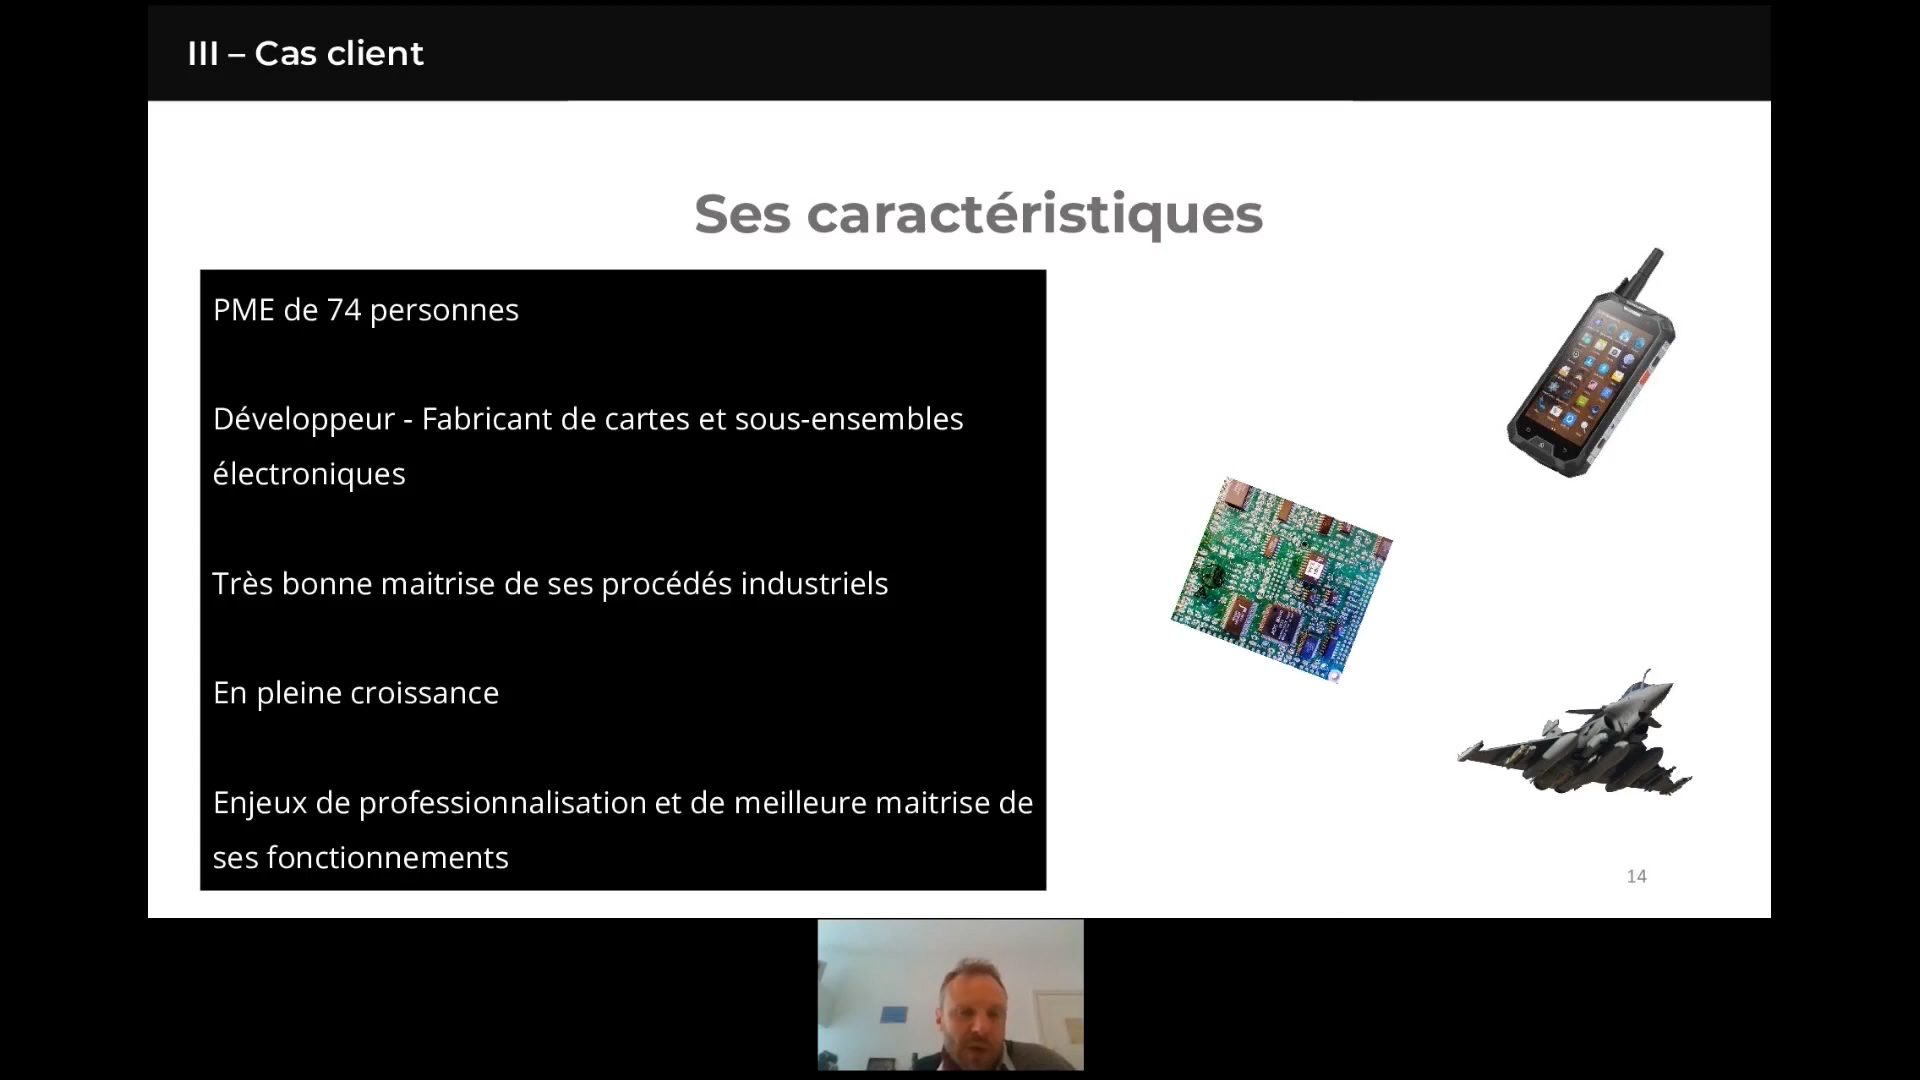 III – Cas client
Ses caractéristiques
PME de 74 personnes
Développeur - Fabricant de cartes et sous-ensembles
électroniques
Très bonne maitrise de ses procédés industriels
En pleine croissance
Enjeux de professionnalisation et de meilleure maitrise de
ses fonctionnements
14